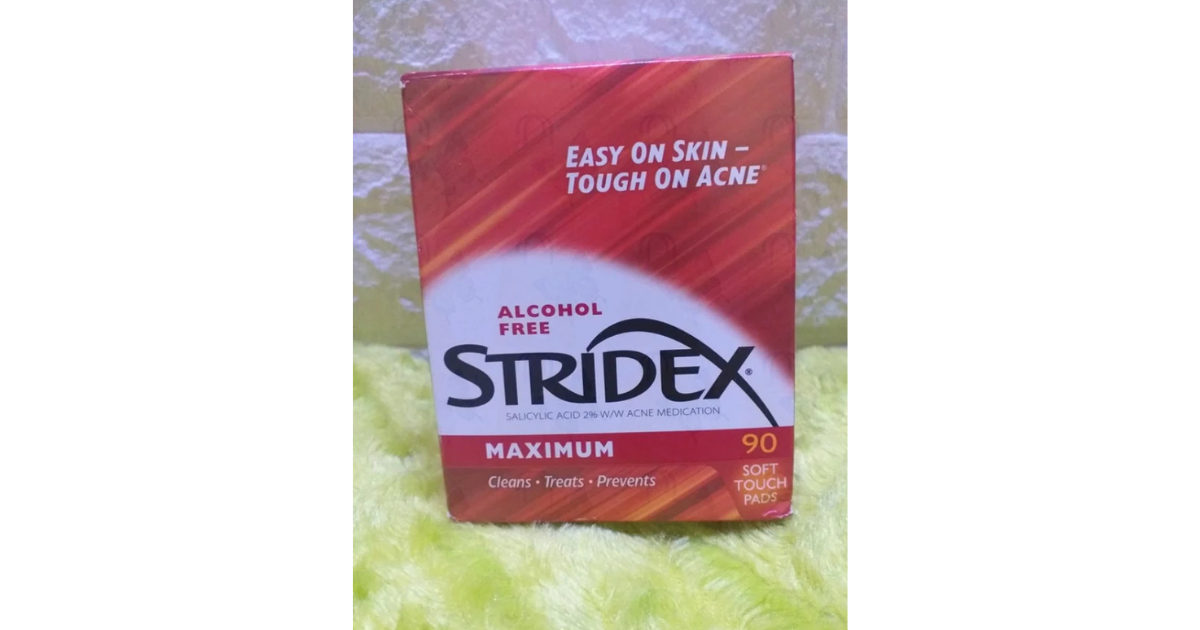 EASY ON SKIN –
TOUGH ON ACNE®
ALCOHOL
FREE
STRIDEX®
SALICYLIC ACID 2% W/W ACNE MEDICATION
MAXIMUM
90
SOFT
TOUCH
PADS
Cleans • Treats • Prevents